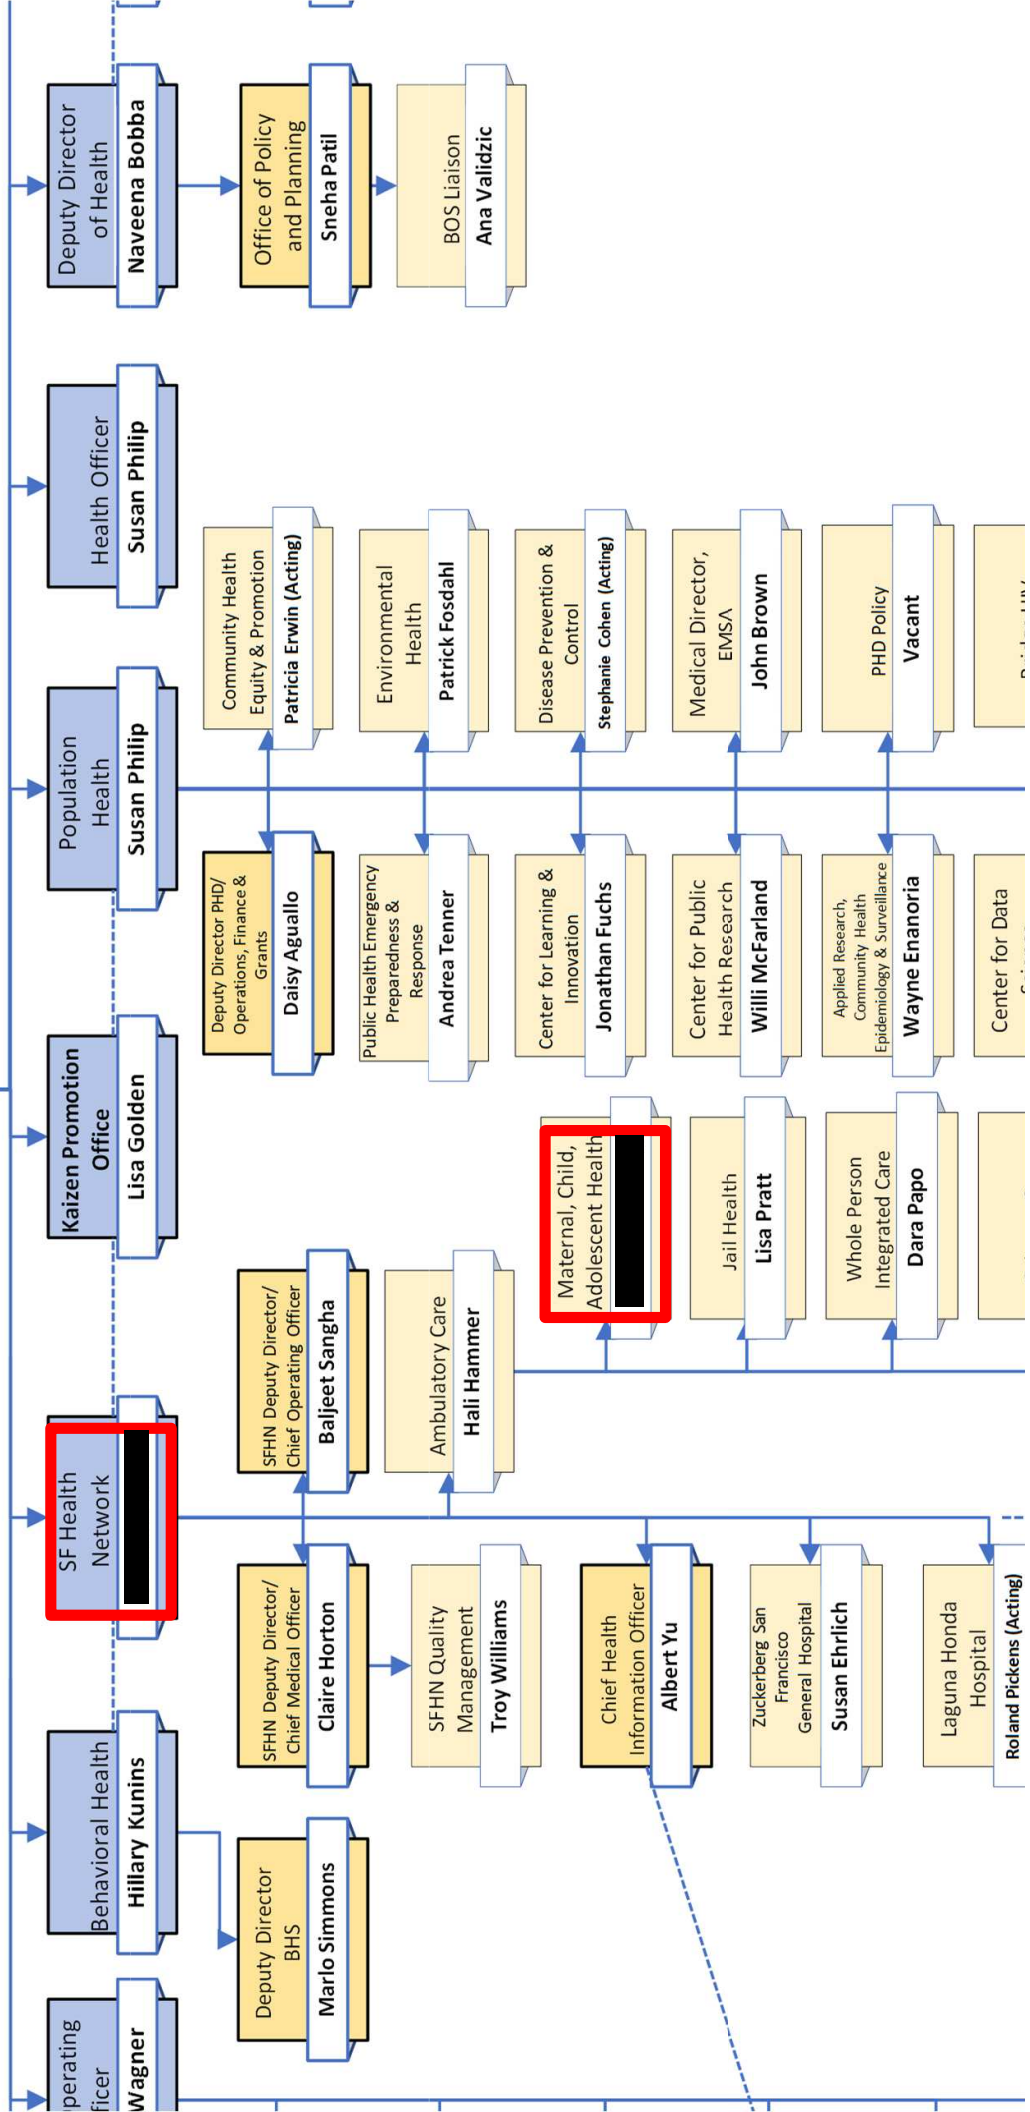 Operating
Officer
Wagner
Behavioral Health
Hillary Kunins
SF Health
Network
Kaizen Promotion
Office
Lisa Golden
Population
Health
Susan Philip
Health Officer
Susan Philip
Deputy Director
of Health
Naveena Bobba
Deputy Director
BHS
Marlo Simmons
SFHN Deputy Director/
Chief Medical Officer
Claire Horton
SFHN Deputy Director/
Chief Operating Officer
Baljeet Sangha
SFHN Quality
Management
Troy Williams
Ambulatory Care
Hali Hammer
Chief Health
Information Officer
Albert Yu
Zuckerberg San
Francisco
General Hospital
Susan Ehrlich
Laguna Honda
Hospital
Roland Pickens (Acting)
Maternal, Child,
Adolescent Health
Jail Health
Lisa Pratt
Whole Person
Integrated Care
Dara Papo
Deputy Director PHD/
Operations, Finance &
Grants
Daisy Aguallo
Community Health
Equity & Promotion
Patricia Erwin (Acting)
Public Health Emergency
Preparedness &
Response
Andrea Tenner
Environmental
Health
Patrick Fosdahl
Center for Learning &
Innovation
Jonathan Fuchs
Disease Prevention &
Control
Stephanie Cohen (Acting)
Center for Public
Health Research
Willi McFarland
Medical Director,
EMSA
John Brown
Applied Research,
Community Health
Epidemiology & Surveillance
Wayne Enanoria
PHD Policy
Vacant
Center for Data
Office of Policy
and Planning
Sneha Patil
BOS Liaison
Ana Validzic